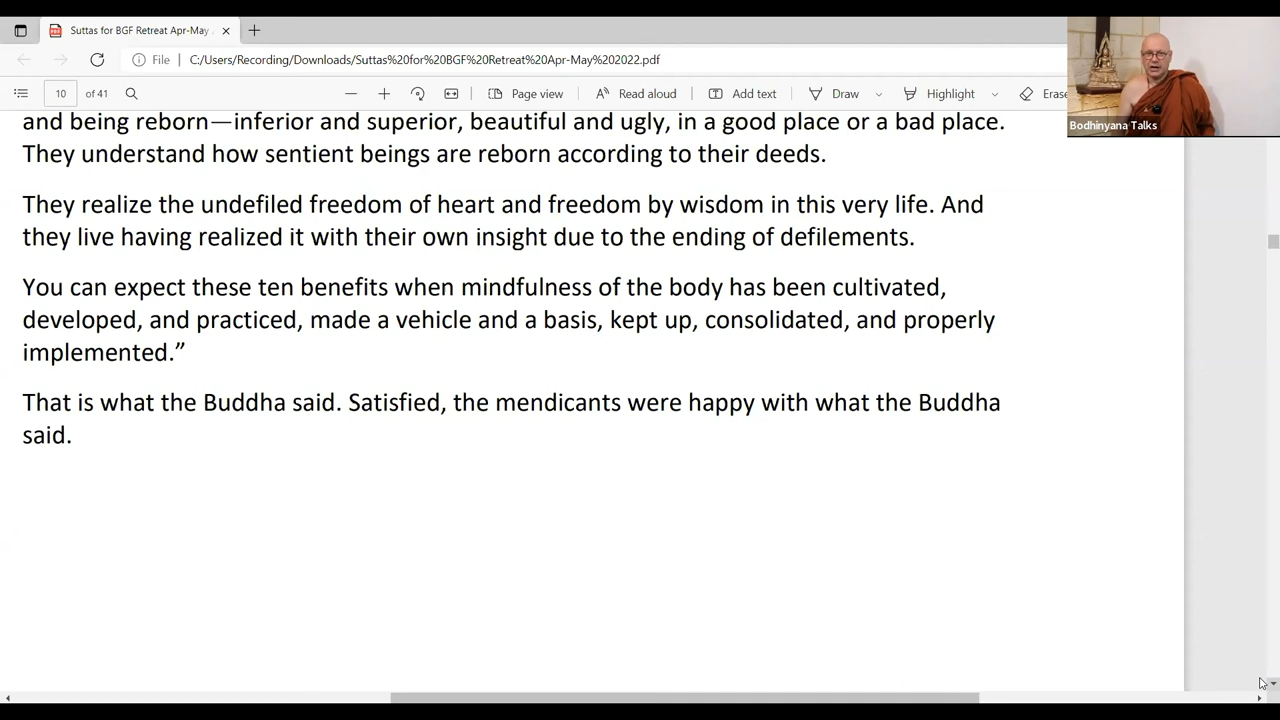 Suttas for BGF Retreat Apr-May
File
C:/Users/Recording/Downloads/Suttas%20for%20BGF%20Retreat%20Apr-May%202022.pdf
10 of 41
Page view
Read aloud
Add text
Draw
Highlight
Erase
Bodhinyana Talks
and being reborn—inferior and superior, beautiful and ugly, in a good place or a bad place.
They understand how sentient beings are reborn according to their deeds.
They realize the undefiled freedom of heart and freedom by wisdom in this very life. And
they live having realized it with their own insight due to the ending of defilements.
You can expect these ten benefits when mindfulness of the body has been cultivated,
developed, and practiced, made a vehicle and a basis, kept up, consolidated, and properly
implemented.”
That is what the Buddha said. Satisfied, the mendicants were happy with what the Buddha
said.